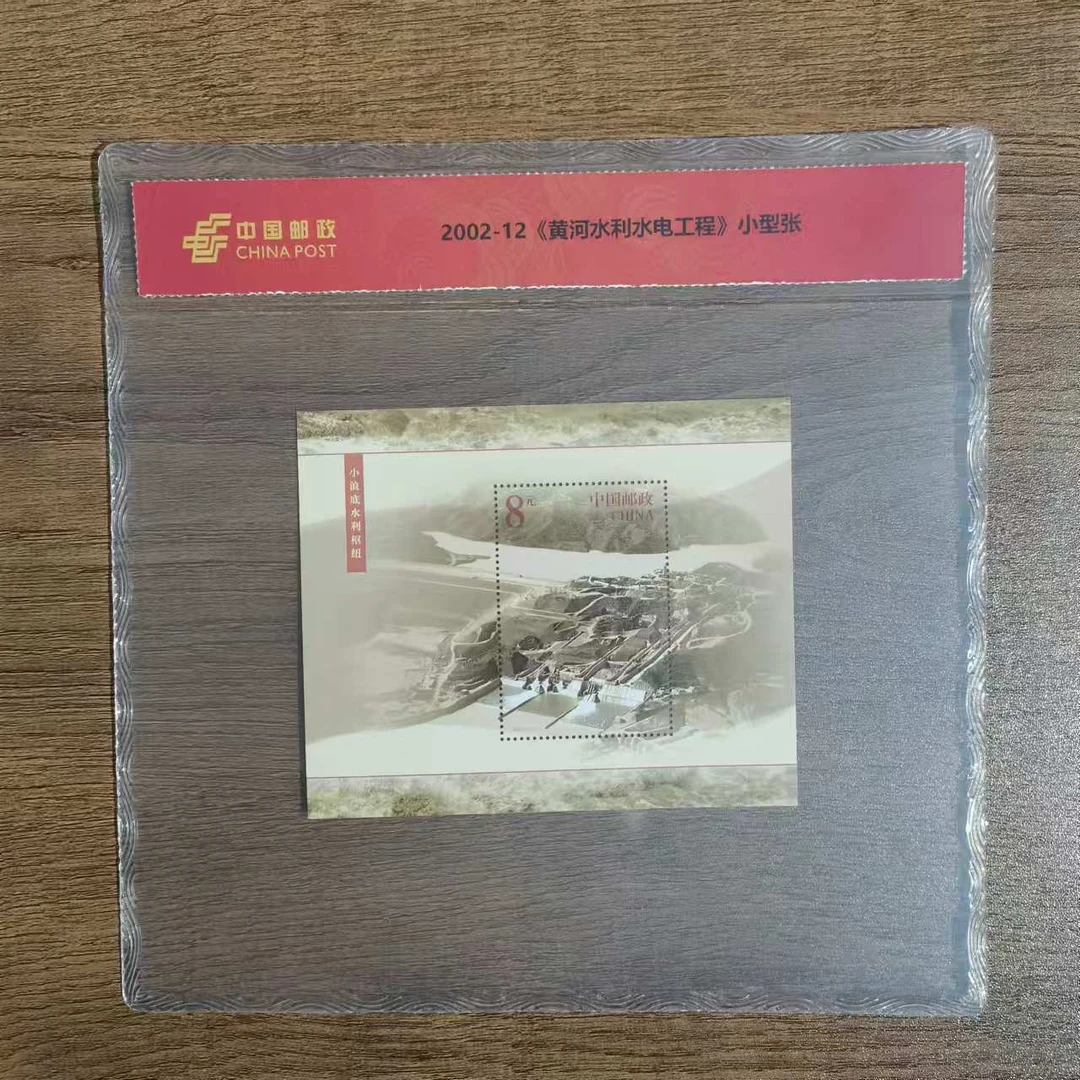 中国邮政
CHINA POST
2002-12《黄河水利水电工程》小型张
小浪底水利枢纽
8元
中国邮政
CHINA